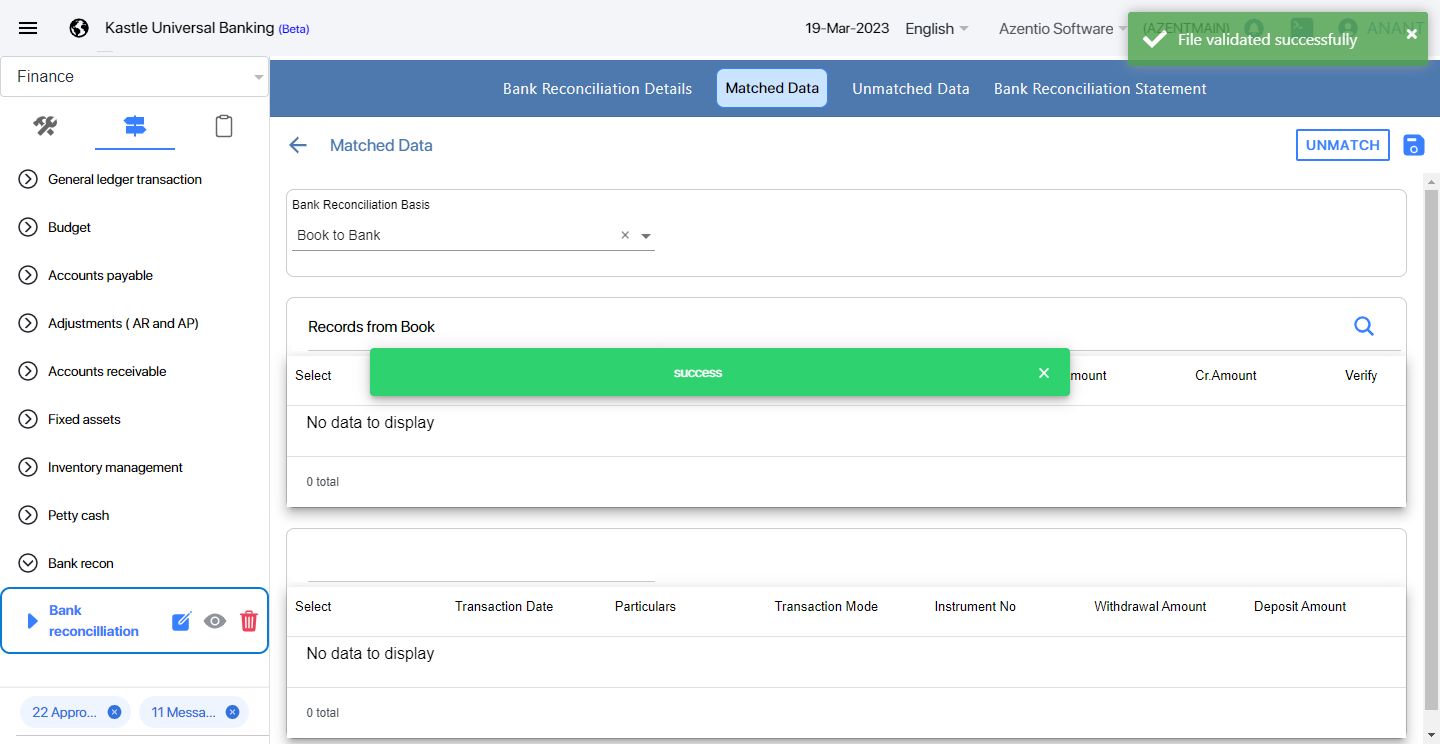 Kastle Universal Banking (Beta)
19-Mar-2023
English
Azentio Software
(AZENTMAIN)
ANANT
File validated successfully
Finance
Bank Reconciliation Details
Matched Data
Unmatched Data
Bank Reconciliation Statement
Matched Data
UNMATCH
General ledger transaction
Budget
Accounts payable
Adjustments ( AR and AP)
Accounts receivable
Fixed assets
Inventory management
Petty cash
Bank recon
Bank
reconcilliation
22 Appro...
11 Messa...
Bank Reconciliation Basis
Book to Bank
Records from Book
success
Select
mount
Cr.Amount
Verify
No data to display
0 total
Select
Transaction Date
Particulars
Transaction Mode
Instrument No
Withdrawal Amount
Deposit Amount
No data to display
0 total